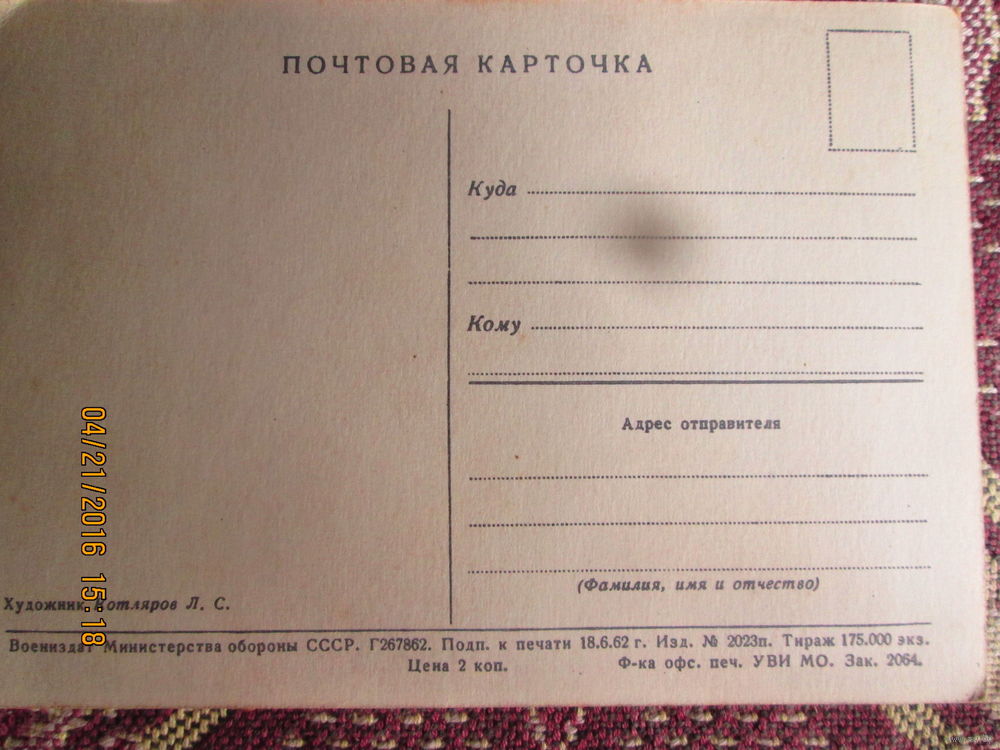 ПОЧТОВАЯ КАРТОЧКА
Куда
Кому
Адрес отправителя
(Фамилия, имя и отчество)
Художник Котляров Л. С.
Воениздат Министерства обороны СССР. Г267862. Подп. к печати 18.6.62 г. Изд. № 2023п. Тираж 175.000 экз.
Цена 2 коп. Ф-ка офс. печ. УВИ МО. Зак. 2064.
04/21/2016 15:18